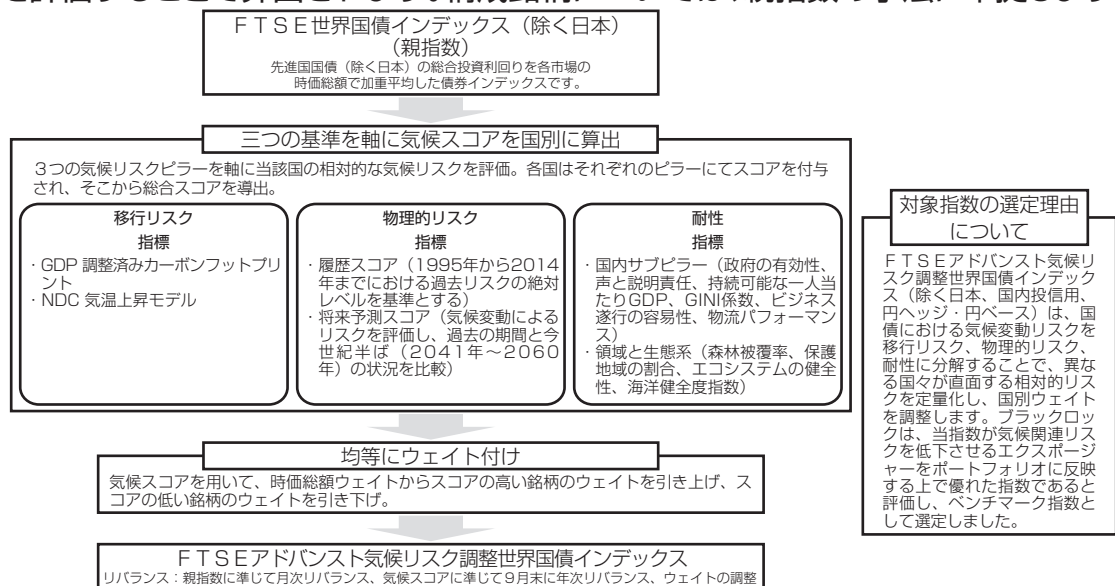 ＦＴＳＥ世界国債インデックス（除く日本）
（親指数）
先進国国債（除く日本）の総合投資利回りを各市場の
時価総額で加重平均した債券インデックスです。
三つの基準を軸に気候スコアを国別に算出
３つの気候リスクピラーを軸に当該国の相対的な気候リスクを評価。各国はそれぞれのピラーにてスコアを付与
され、そこから総合スコアを導出。
移行リスク
指標
・GDP 調整済みカーボンフットプリ
ント
・NDC 気温上昇モデル
物理的リスク
指標
・履歴スコア（1995年から2014
年までにおける過去リスクの絶対
レベルを基準とする）
・将来予測スコア（気候変動による
リスクを評価し、過去の期間と今
世紀半ば（2041年～2060
年）の状況を比較）
耐性
指標
・国内サブピラー（政府の有効性、
声と説明責任、持続可能な一人当
たりGDP、GINI係数、ビジネス
遂行の容易性、物流パフォーマン
ス）
・領域と生態系（森林被覆率、保護
地域の割合、エコシステムの健全
性、海洋健全度指数）
均等にウェイト付け
気候スコアを用いて、時価総額ウェイトからスコアの高い銘柄のウェイトを引き上げ、ス
コアの低い銘柄のウェイトを引き下げ。
ＦＴＳＥアドバンスト気候リスク調整世界国債インデックス
リバランス：親指数に準じて月次リバランス、気候スコアに準じて９月末に年次リバランス、ウェイトの調整
対象指数の選定理由
について
ＦＴＳＥアドバンスト気候リ
スク調整世界国債インデック
ス（除く日本、国内投信用、
円ヘッジ・円ベース）は、国
債における気候変動リスクを
移行リスク、物理的リスク、
耐性に分解することで、異な
る国々が直面する相対的リス
クを定量化し、国別ウェイト
を調整します。ブラックロッ
クは、当指数が気候関連リス
クを低下させるエクスポージ
ャーをポートフォリオに反映
する上で優れた指数であると
評価し、ベンチマーク指数と
して選定しました。